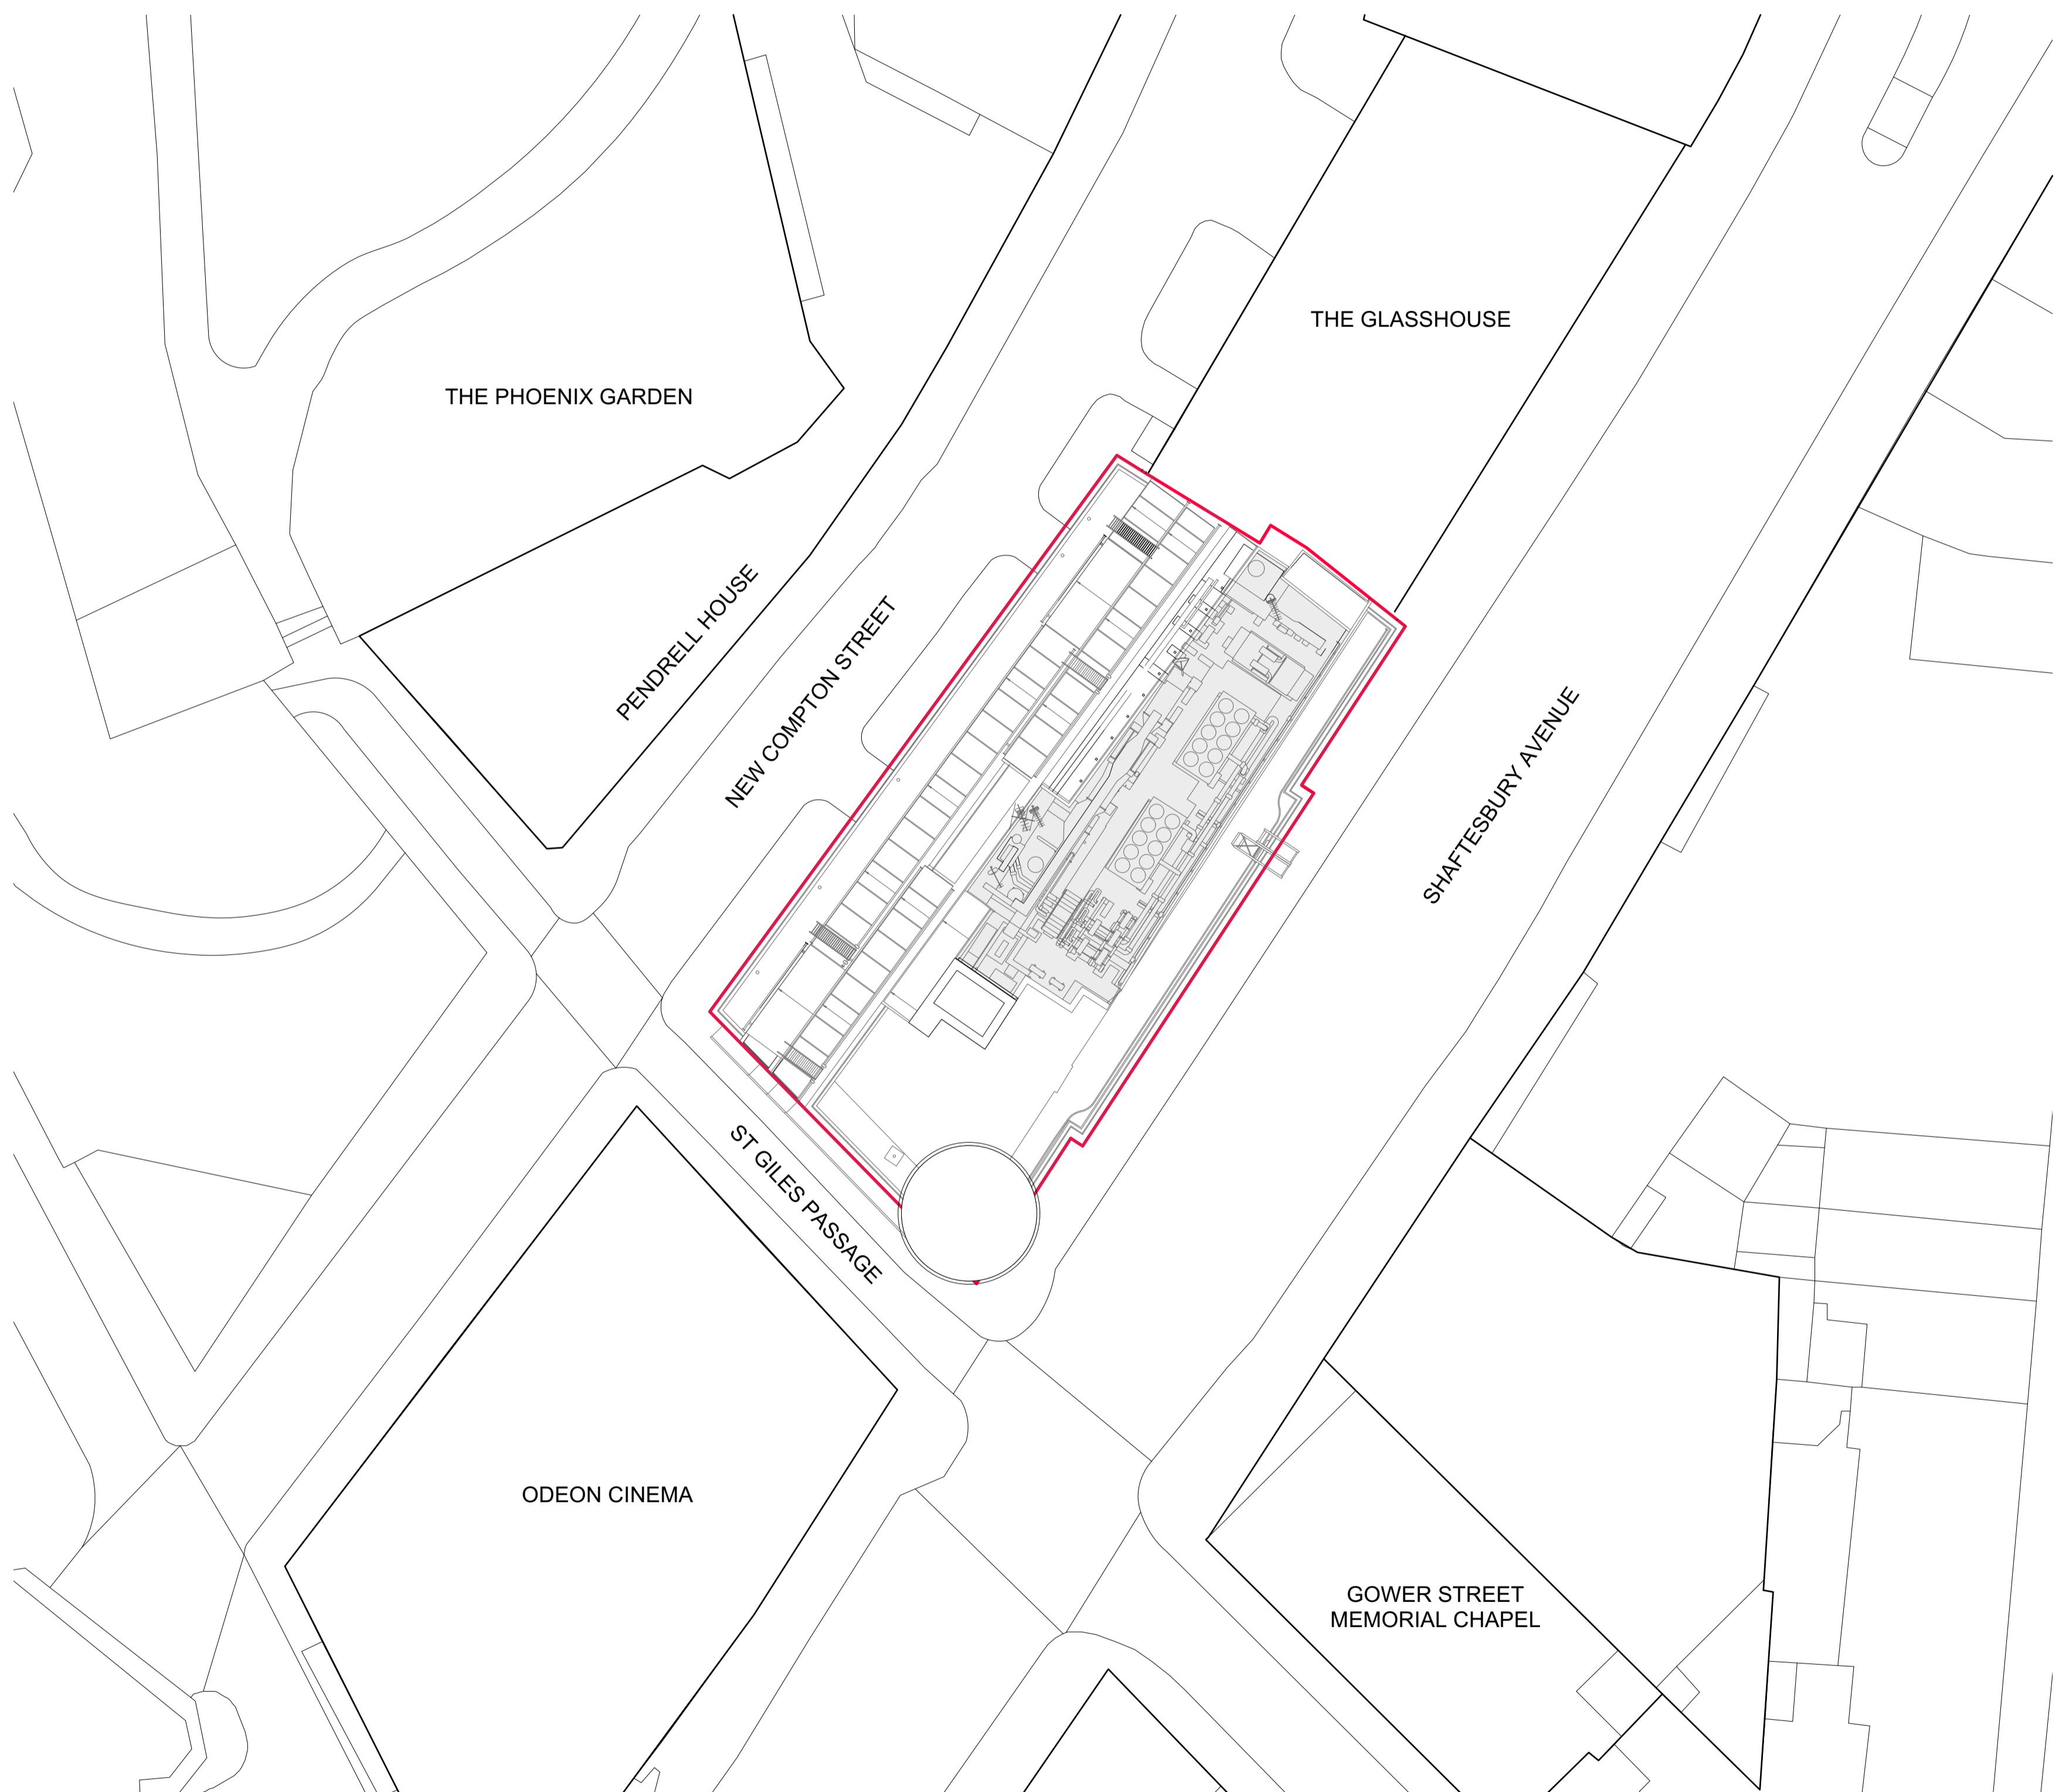 THE GLASSHOUSE
THE PHOENIX GARDEN
PENDRELL HOUSE
NEW COMPTON STREET
SHAFTESBURY AVENUE
ST GILES PASSAGE
ODEON CINEMA
GOWER STREET
MEMORIAL CHAPEL